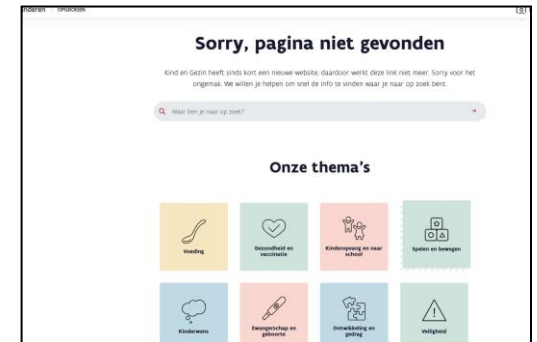 nderen OPGROEIEN
Sorry, pagina niet gevonden
Kind en Gezin heeft sinds kort een nieuwe website, daardoor werkt deze link niet meer. Sorry voor het
ongemak. We willen je helpen om snel de info te vinden waar je naar op zoek bent.
Waar ben je naar op zoek?
Onze thema's
Voeding
Gezondheid en
vaccinatie
Kinderopvang en naar
school
Spelen en bewegen
Kinderwens
Zwangerschap en
geboorte
Ontwikkeling en
gedrag
Veiligheid